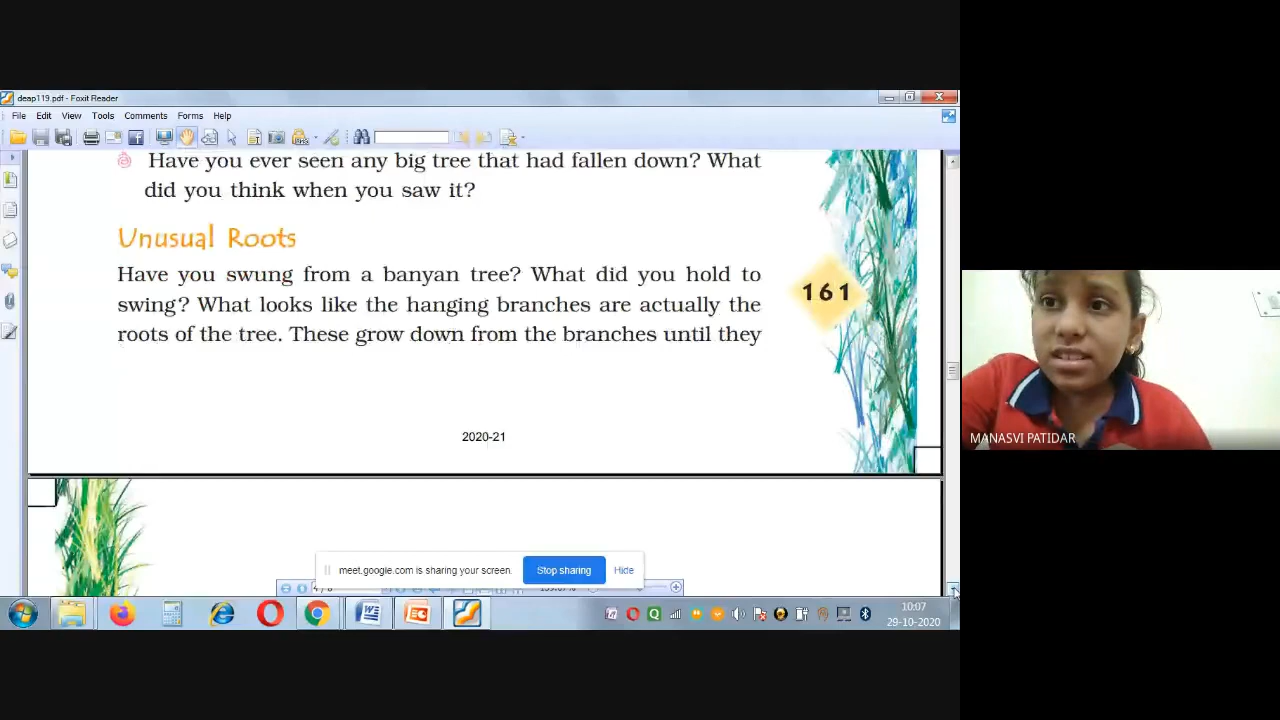 deap119.pdf - Foxit Reader
File Edit View Tools Comments Forms Help
Have you ever seen any big tree that had fallen down? What
did you think when you saw it?
Unusual Roots
Have you swung from a banyan tree? What did you hold to
swing? What looks like the hanging branches are actually the
roots of the tree. These grow down from the branches until they
161
2020-21
MANASVI PATIDAR
meet.google.com is sharing your screen.
Stop sharing
Hide
10:07
29-10-2020